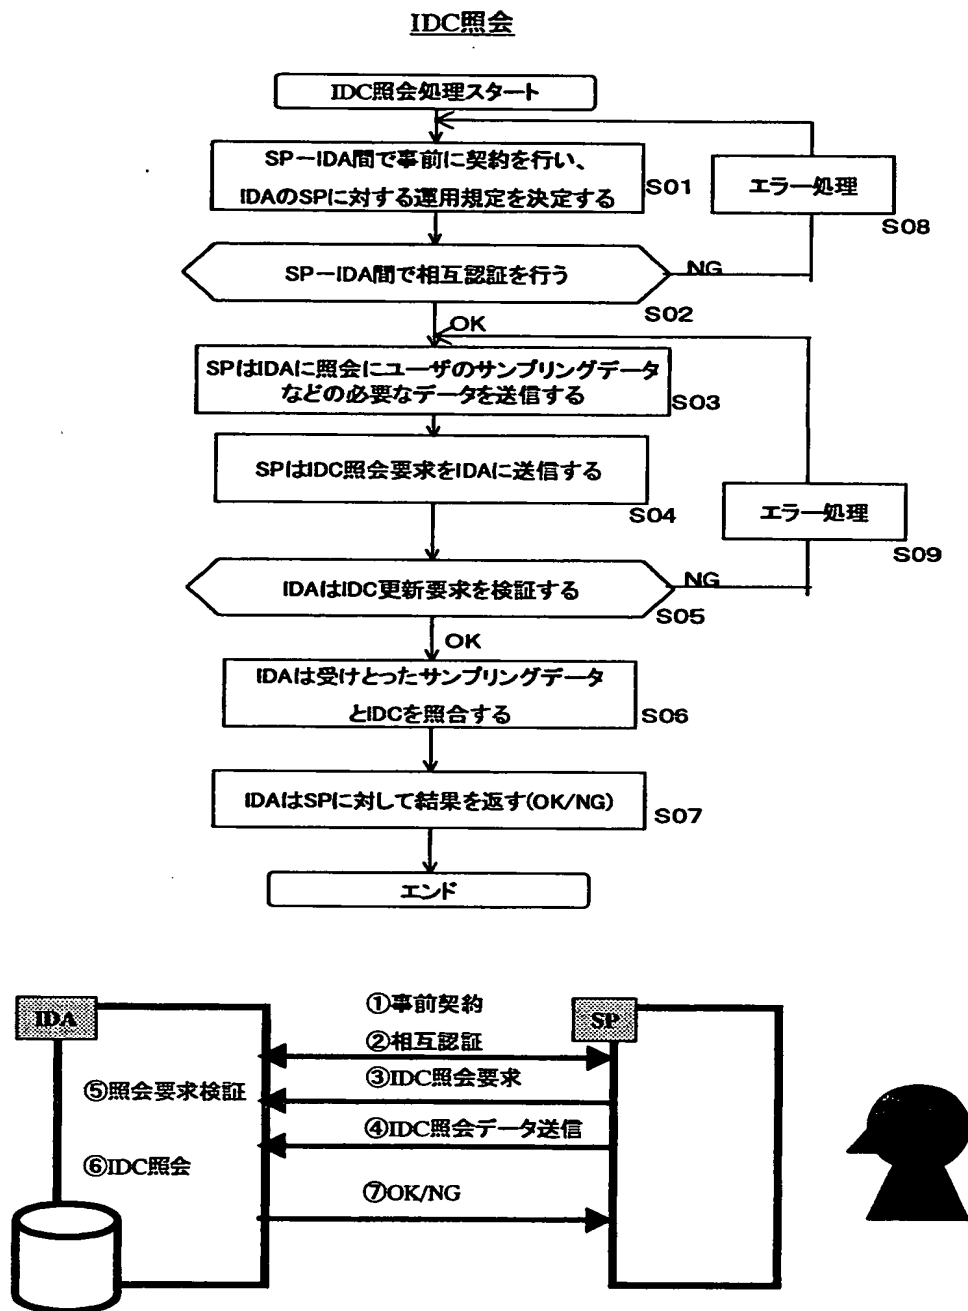 IDC照会
IDC照会処理スタート
SP－IDA間で事前に契約を行い、
IDAのSPに対する運用規定を決定する
S01
エラー処理
S08
SP－IDA間で相互認証を行う
NG
S02
OK
SPはIDAに照会にユーザのサンプリングデータ
などの必要なデータを送信する
S03
SPはIDC照会要求をIDAに送信する
S04
エラー処理
S09
IDAはIDC更新要求を検証する
NG
S05
OK
IDAは受けとったサンプリングデータ
とIDCを照合する
S06
IDAはSPに対して結果を返す(OK/NG)
S07
エンド
IDA
①事前契約
SP
②相互認証
③IDC照会要求
⑤照会要求検証
④IDC照会データ送信
⑥IDC照会
⑦OK/NG